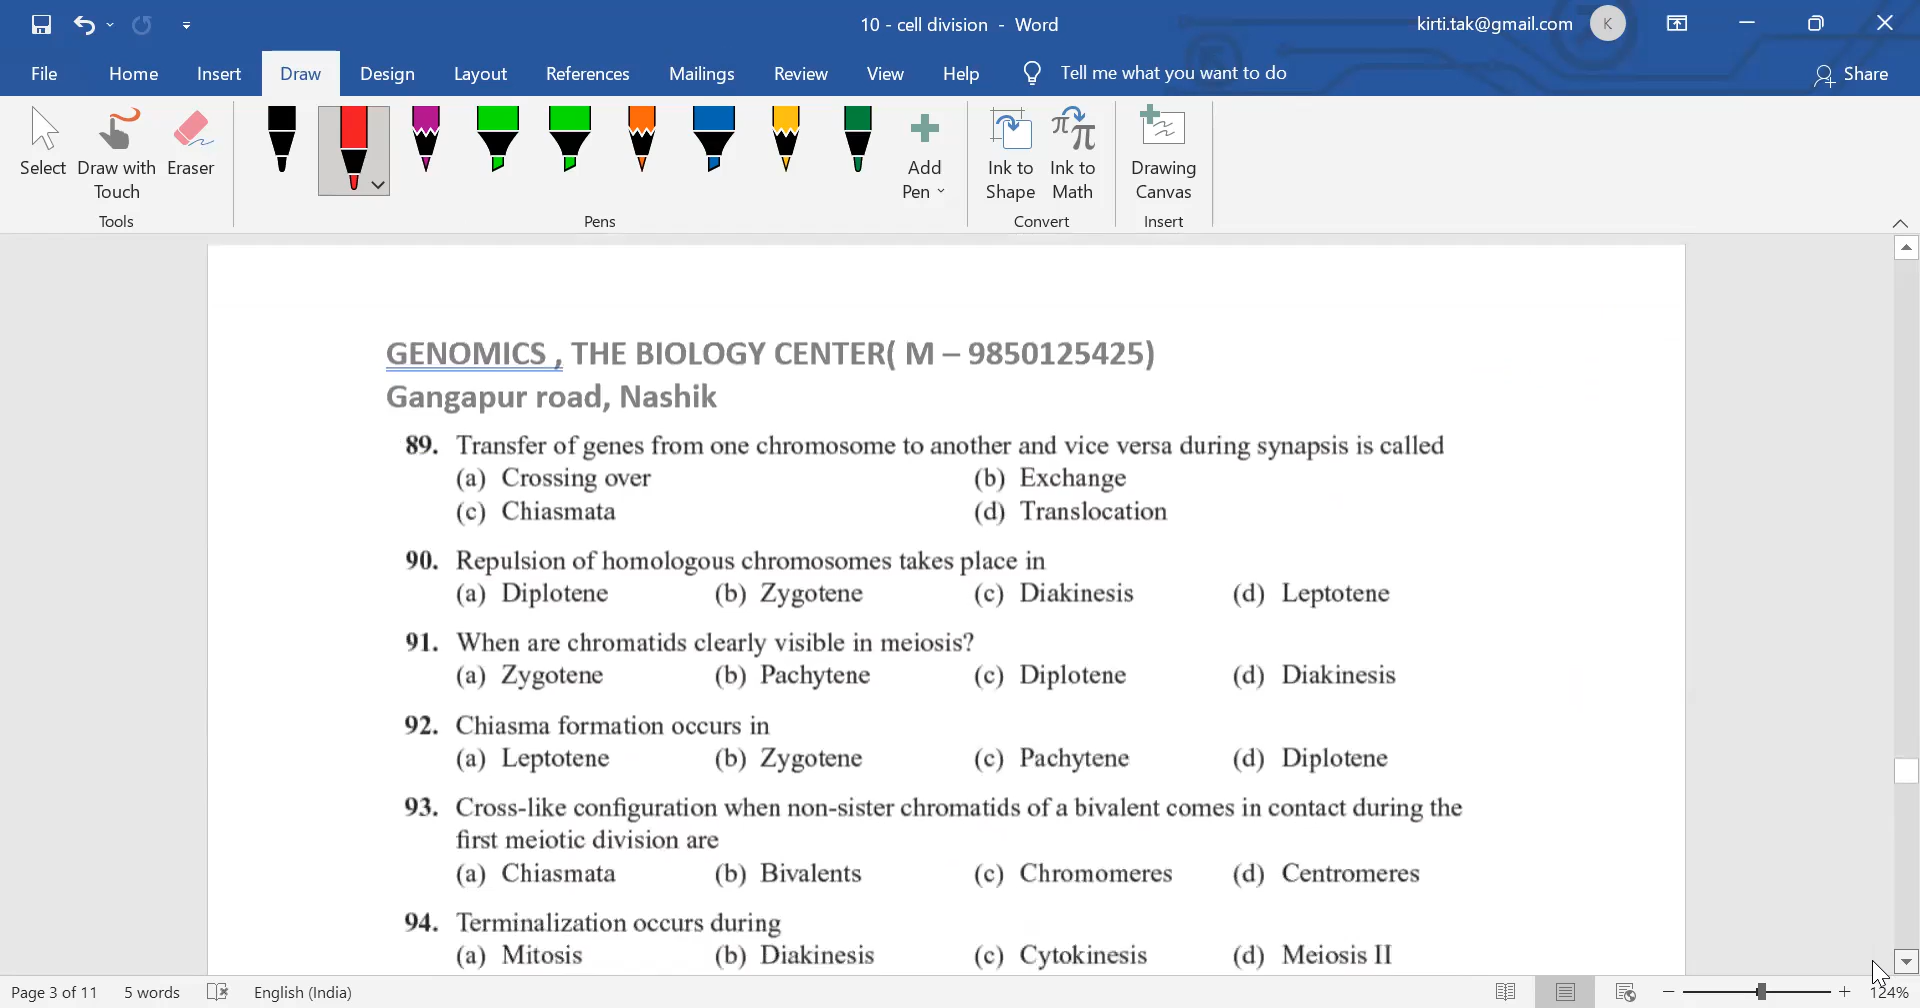 10 - cell division - Word
kirti.tak@gmail.com
K
File Home Insert Draw Design Layout References Mailings Review View Help Tell me what you want to do Share
Select Draw with Touch Eraser
Add Pen
Ink to Shape Ink to Math
Drawing Canvas
Tools Pens Convert Insert
GENOMICS , THE BIOLOGY CENTER( M – 9850125425)
Gangapur road, Nashik
89. Transfer of genes from one chromosome to another and vice versa during synapsis is called
(a) Crossing over (b) Exchange
(c) Chiasmata (d) Translocation
90. Repulsion of homologous chromosomes takes place in
(a) Diplotene (b) Zygotene (c) Diakinesis (d) Leptotene
91. When are chromatids clearly visible in meiosis?
(a) Zygotene (b) Pachytene (c) Diplotene (d) Diakinesis
92. Chiasma formation occurs in
(a) Leptotene (b) Zygotene (c) Pachytene (d) Diplotene
93. Cross-like configuration when non-sister chromatids of a bivalent comes in contact during the
first meiotic division are
(a) Chiasmata (b) Bivalents (c) Chromomeres (d) Centromeres
94. Terminalization occurs during
(a) Mitosis (b) Diakinesis (c) Cytokinesis (d) Meiosis II
Page 3 of 11 5 words English (India) 124%